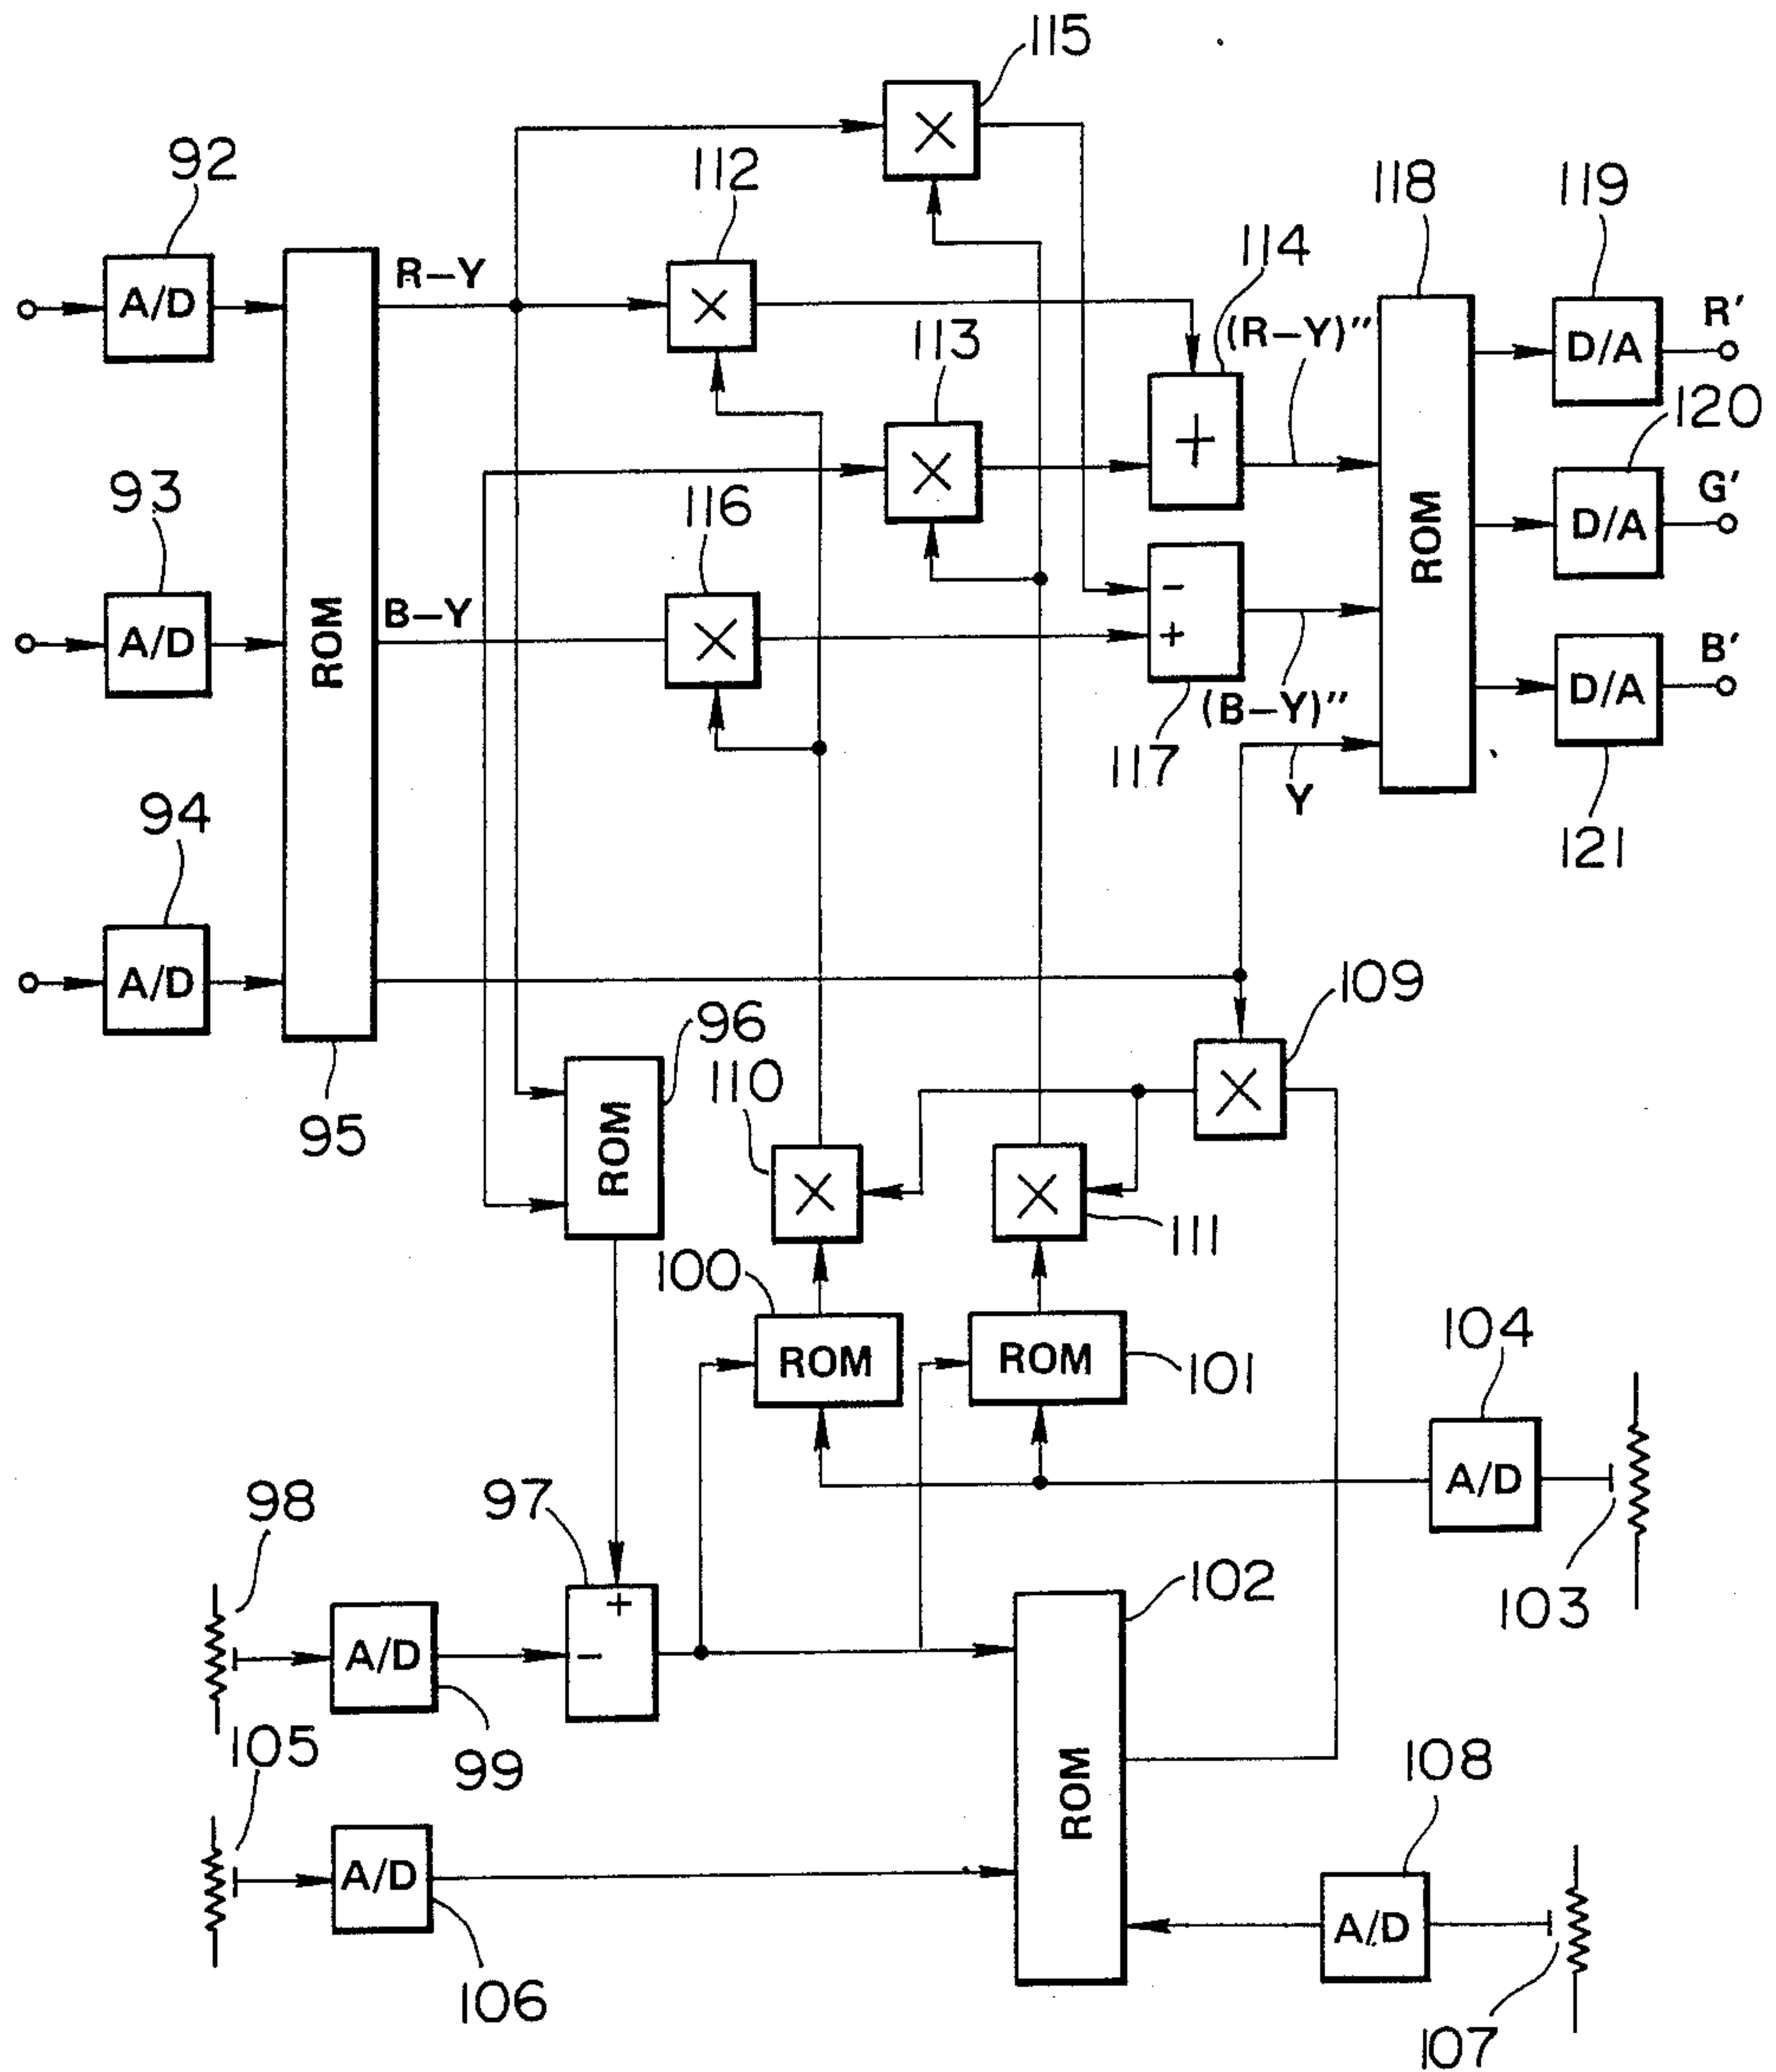 115
×
92
112
118
119
114
A/D
R–Y
×
(R–Y)″
D/A
R′
113
+
120
93
×
G′
116
ROM
D/A
A/D
ROM
B–Y
×
–
+
D/A
B′
(B–Y)″
117
94
Y
121
A/D
109
96
110
×
95
ROM
×
×
111
100
104
ROM
ROM
101
98
97
A/D
102
103
+
A/D
–
105
99
ROM
108
A/D
A/D
106
107